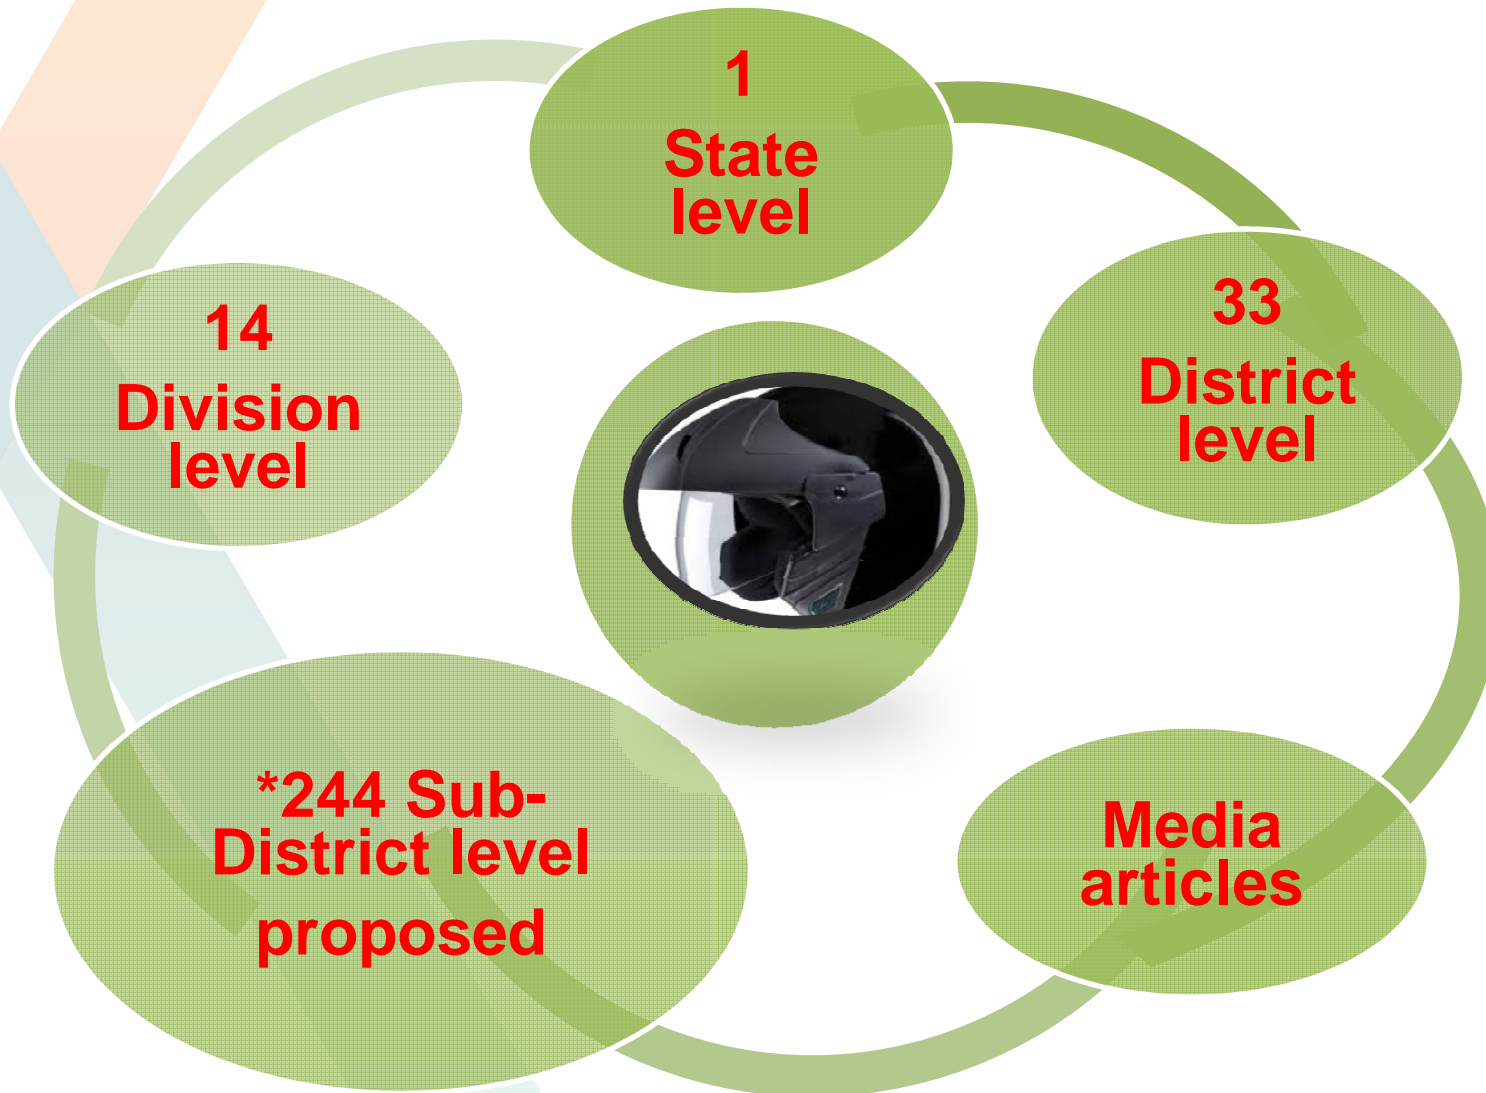 1
State
level
33
District
level
Media
articles
*244 Sub-
District level
proposed
14
Division
level